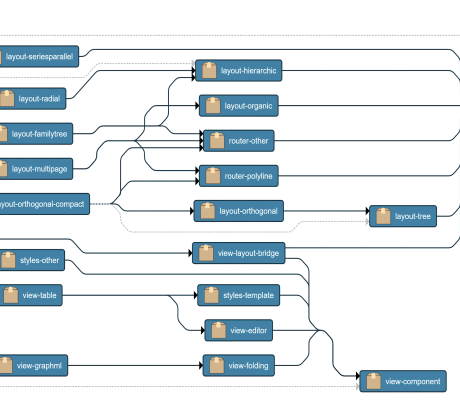 layout-seriesparallel
layout-hierarchic
layout-radial
layout-organic
layout-familytree
router-other
layout-multipage
router-polyline
yout-orthogonal-compact
layout-orthogonal
layout-tree
view-layout-bridge
styles-other
view-table
styles-template
view-editor
view-graphml
view-folding
view-component